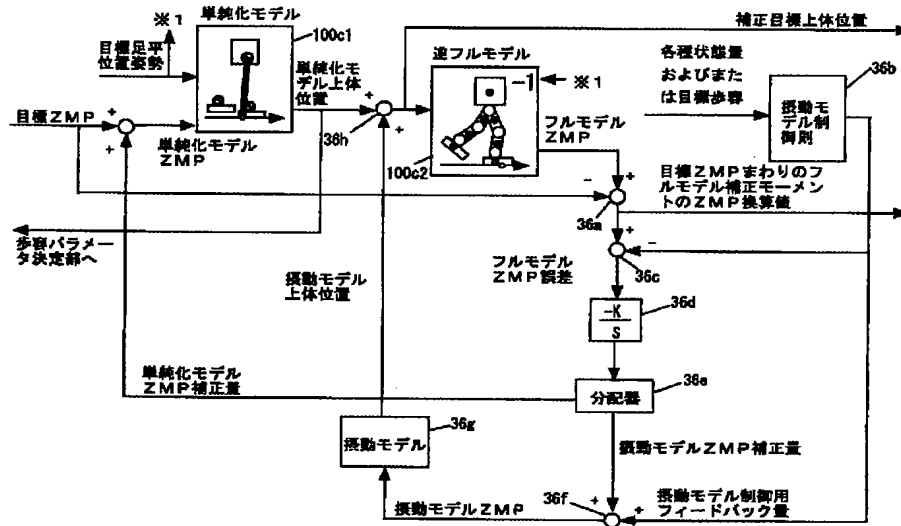 ※1
単純化モデル
100c1
目標足平
位置姿勢
単純化モ
デル上体
位置
逆フルモデル
-1
※1
補正目標上体位置
各種状態量
およびまた
は目標歩容
36b
摂動モ
デル制
御則
目標ZMP
+
+
単純化モデル
ZMP
+
+
36h
100c2
フルモデル
ZMP
-
+
36a
目標ZMPまわりのフ
ルモデル補正モーメン
トのZMP換算値
歩容パラメー
タ決定部へ
摂動モデル
上体位置
フルモデル
ZMP誤差
+
-
36c
36d
-K
S
単純化モデル
ZMP補正量
36e
分配器
36g
摂動モデル
摂動モデルZMP補正量
摂動モデルZMP
36f
+
+
摂動モデル制御用
フィードバック量